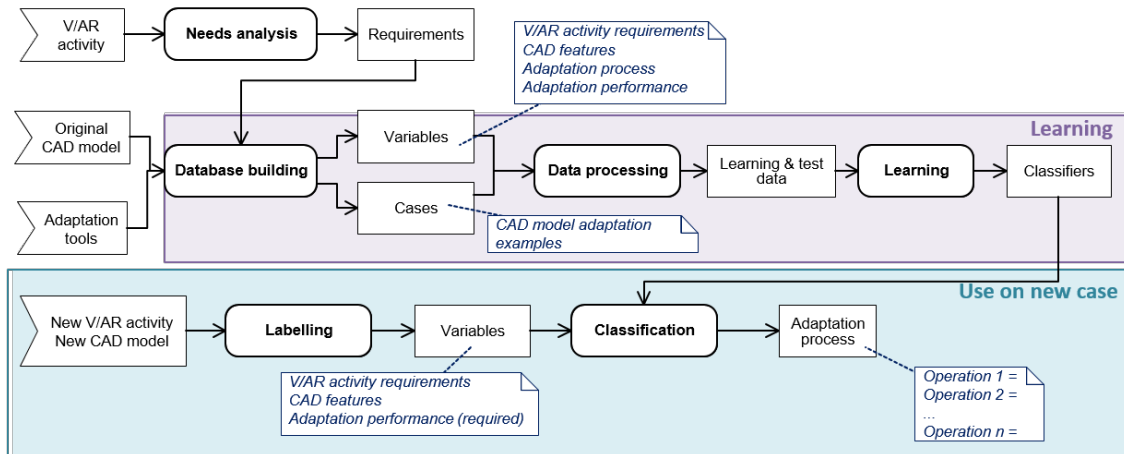 V/AR
activity
Needs analysis
Requirements
V/AR activity requirements
CAD features
Adaptation process
Adaptation performance
Learning
Original
CAD model
Adaptation
tools
Database building
Variables
Cases
CAD model adaptation
examples
Data processing
Learning & test
data
Learning
Classifiers
Use on new case
New V/AR activity
New CAD model
Labelling
Variables
V/AR activity requirements
CAD features
Adaptation performance (required)
Classification
Adaptation
process
Operation 1 =
Operation 2 =
...
Operation n =